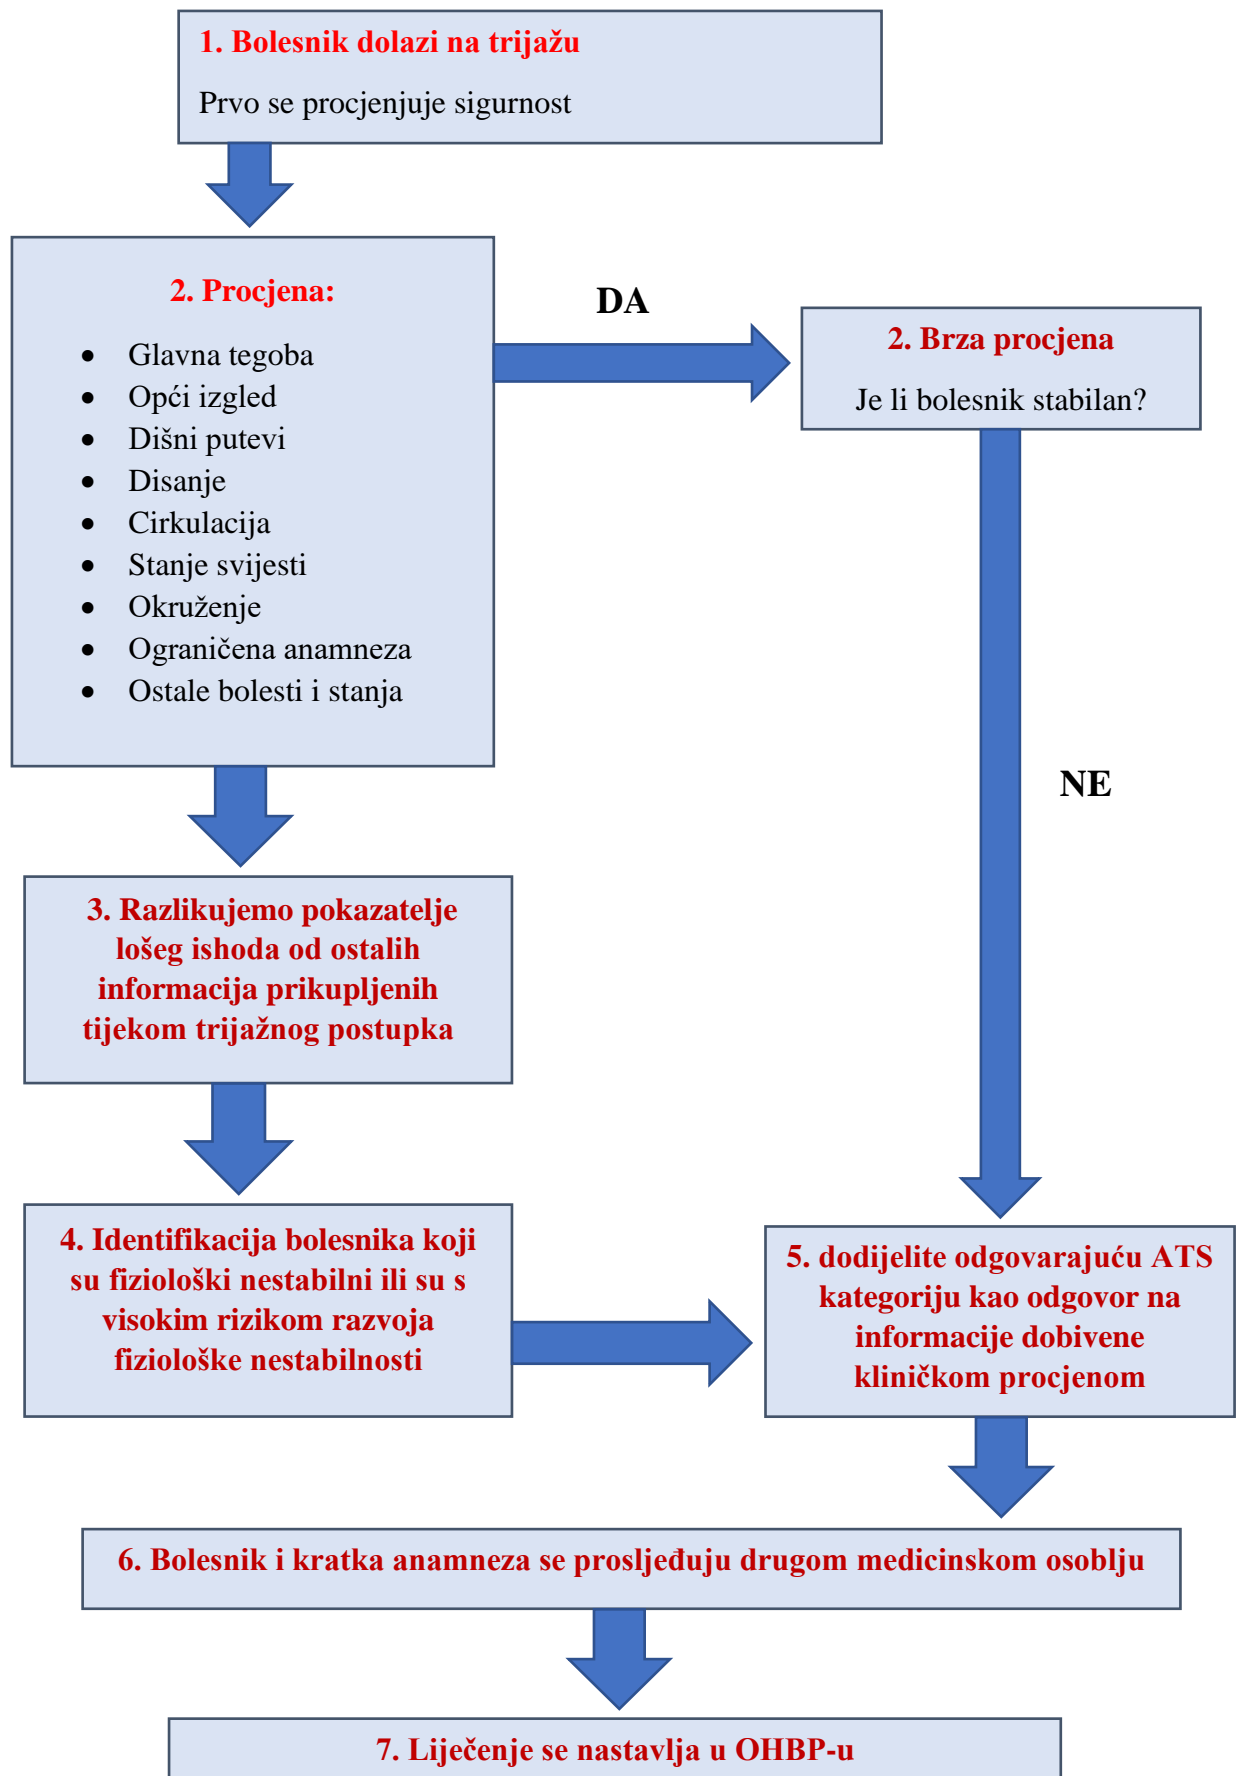 1. Bolesnik dolazi na trijažu
Prvo se procjenjuje sigurnost
2. Procjena:
• Glavna tegoba
• Opći izgled
• Dišni putevi
• Disanje
• Cirkulacija
• Stanje svijesti
• Okruženje
• Ograničena anamneza
• Ostale bolesti i stanja
DA
2. Brza procjena
Je li bolesnik stabilan?
NE
3. Razlikujemo pokazatelje
lošeg ishoda od ostalih
informacija prikupljenih
tijekom trijažnog postupka
4. Identifikacija bolesnika koji
su fiziološki nestabilni ili su s
visokim rizikom razvoja
fiziološke nestabilnosti
5. dodijelite odgovarajuću ATS
kategoriju kao odgovor na
informacije dobivene
kliničkom procjenom
6. Bolesnik i kratka anamneza se prosljeđuju drugom medicinskom osoblju
7. Liječenje se nastavlja u OHBP-u